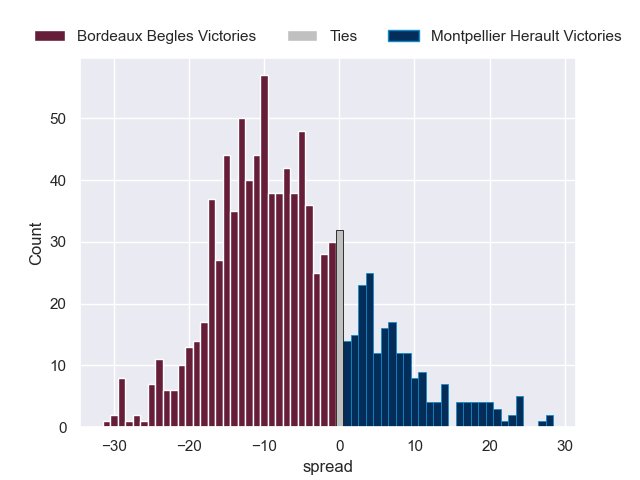 Bordeaux Begles Victories Ties Montpellier Herault Victories
50
40
30
20
10
0
Count
−30 −20 −10 0 10 20 30
spread